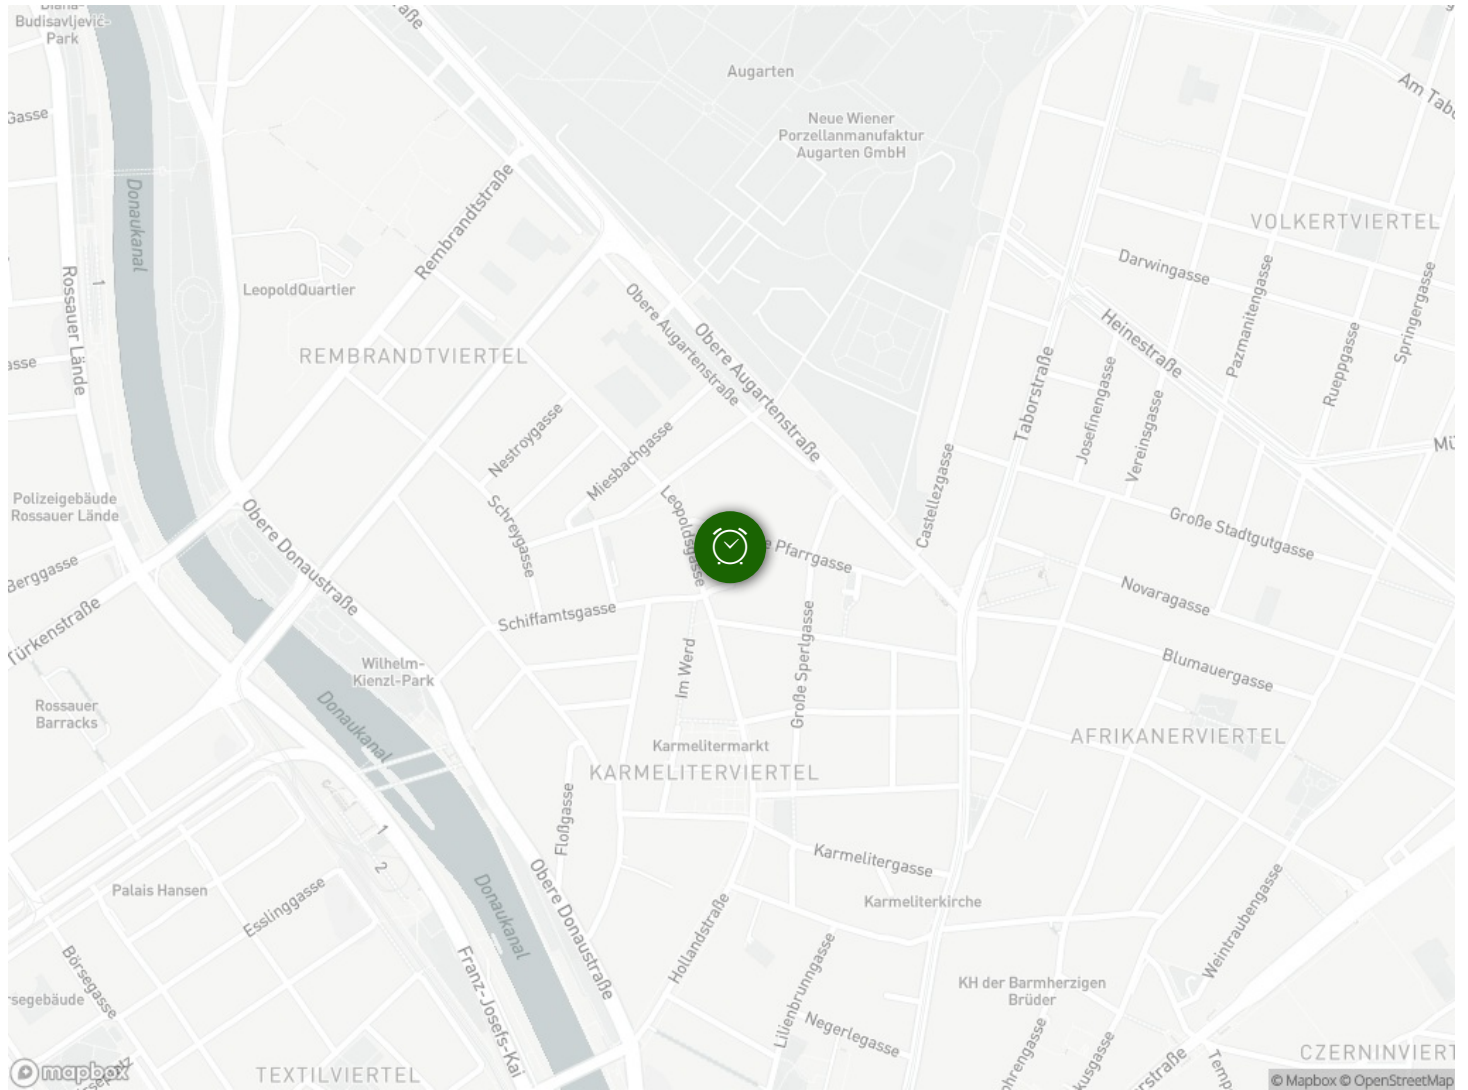 Budisavljević-
Park
Augarten
Neue Wiener
Porzellanmanufaktur
Augarten GmbH
Donaukanal
Rembrandtstraße
VOLKERTVIERTEL
Darwingasse
Rossauer Lände
1
LeopoldQuartier
REMBRANDTVIERTEL
Obere Augartenstraße
Obere Augartenstraße
Heinestraße
Pazmanitengasse
Springergasse
Rueppgasse
Taborstraße
Josefinengasse
Vereinsgasse
Nestroygasse
Miesbachgasse
Schreygasse
Leopoldsgasse
Pfarrgasse
Castellezgasse
Große Stadtgutgasse
Polizeigebäude
Rossauer Lände
Obere Donaustraße
Berggasse
Türkenstraße
Schiffamtsgasse
Novaragasse
Blumauergasse
Wilhelm-
Kienzl-Park
Im Werd
Große Sperlgasse
Rossauer
Barracks
Donaukanal
Karmelitermarkt
KARMELITERVIERTEL
AFRIKANERVIERTEL
Floßgasse
1
2
Karmelitergasse
Palais Hansen
Esslinggasse
Donaukanal
Obere Donaustraße
Karmeliterkirche
Hollandstraße
Weintraubengasse
Börsegasse
Franz-Josefs-Kai
Lilienbrunngasse
KH der Barmherzigen
Brüder
Negerlegasse
TEXTILVIERTEL
CZERNINVIERT
mapbox
© Mapbox © OpenStreetMap